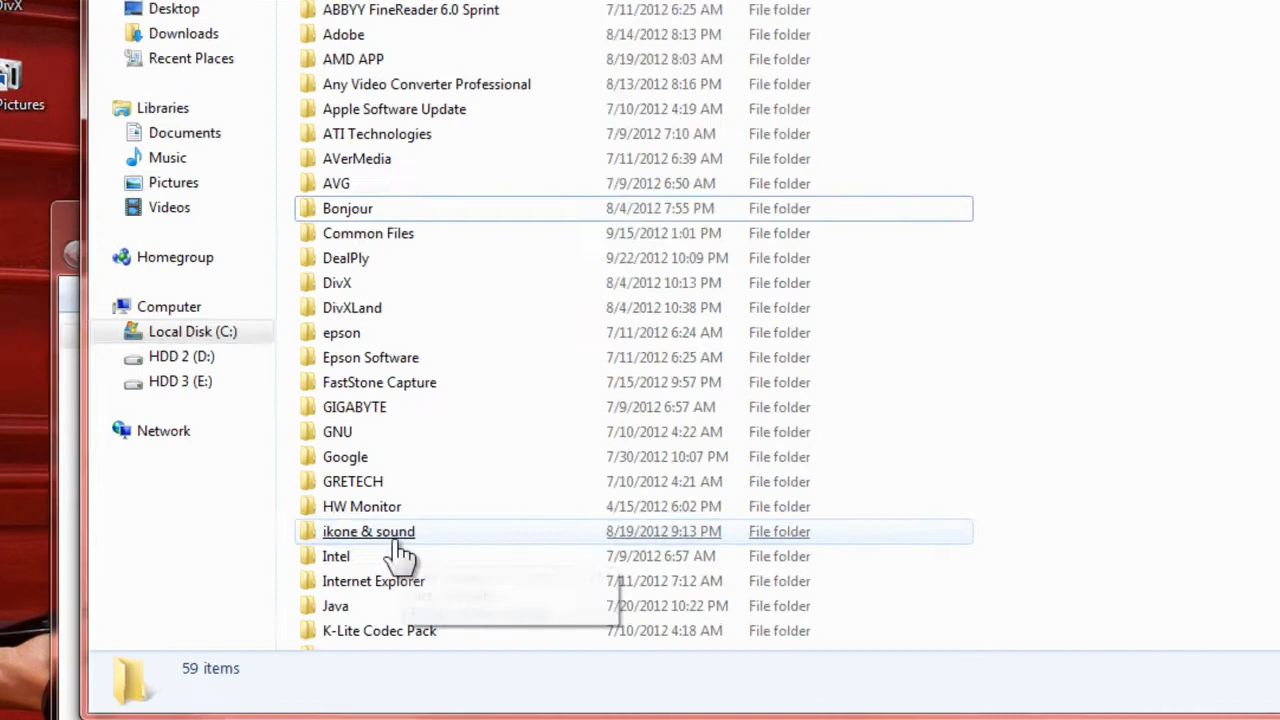 DivX
Pictures
Desktop
Downloads
Recent Places
Libraries
Documents
Music
Pictures
Videos
Homegroup
Computer
Local Disk (C:)
HDD 2 (D:)
HDD 3 (E:)
Network
ABBYY FineReader 6.0 Sprint 7/11/2012 6:25 AM File folder
Adobe 8/14/2012 8:13 PM File folder
AMD APP 8/19/2012 8:03 AM File folder
Any Video Converter Professional 8/13/2012 8:16 PM File folder
Apple Software Update 7/10/2012 4:19 AM File folder
ATI Technologies 7/9/2012 7:10 AM File folder
AVerMedia 7/11/2012 6:39 AM File folder
AVG 7/9/2012 6:50 AM File folder
Bonjour 8/4/2012 7:55 PM File folder
Common Files 9/15/2012 1:01 PM File folder
DealPly 9/22/2012 10:09 PM File folder
DivX 8/4/2012 10:13 PM File folder
DivXLand 8/4/2012 10:38 PM File folder
epson 7/11/2012 6:24 AM File folder
Epson Software 7/11/2012 6:25 AM File folder
FastStone Capture 7/15/2012 9:57 PM File folder
GIGABYTE 7/9/2012 6:57 AM File folder
GNU 7/10/2012 4:22 AM File folder
Google 7/30/2012 10:07 PM File folder
GRETECH 7/10/2012 4:21 AM File folder
HW Monitor 4/15/2012 6:02 PM File folder
ikone & sound 8/19/2012 9:13 PM File folder
Intel 7/9/2012 6:57 AM File folder
Internet Explorer 7/11/2012 7:12 AM File folder
Java 7/20/2012 10:22 PM File folder
K-Lite Codec Pack 7/10/2012 4:18 AM File folder
59 items